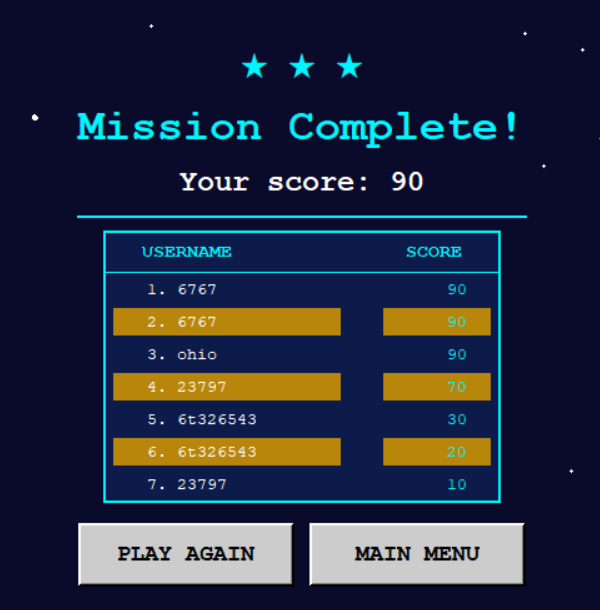 ★ ★ ★
Mission Complete!
Your score: 90
USERNAME SCORE
1. 6767 90
2. 6767 90
3. ohio 90
4. 23797 70
5. 6t326543 30
6. 6t326543 20
7. 23797 10
PLAY AGAIN MAIN MENU